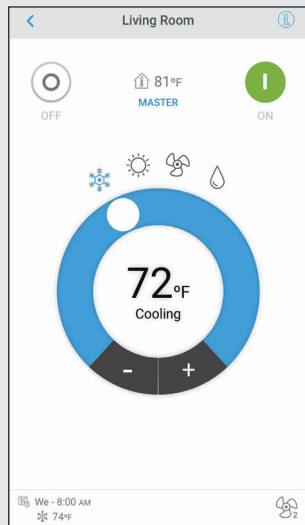 Living Room
81°F
MASTER
OFF
ON
72°F
Cooling
- +
We - 8:00 AM
74°F
2